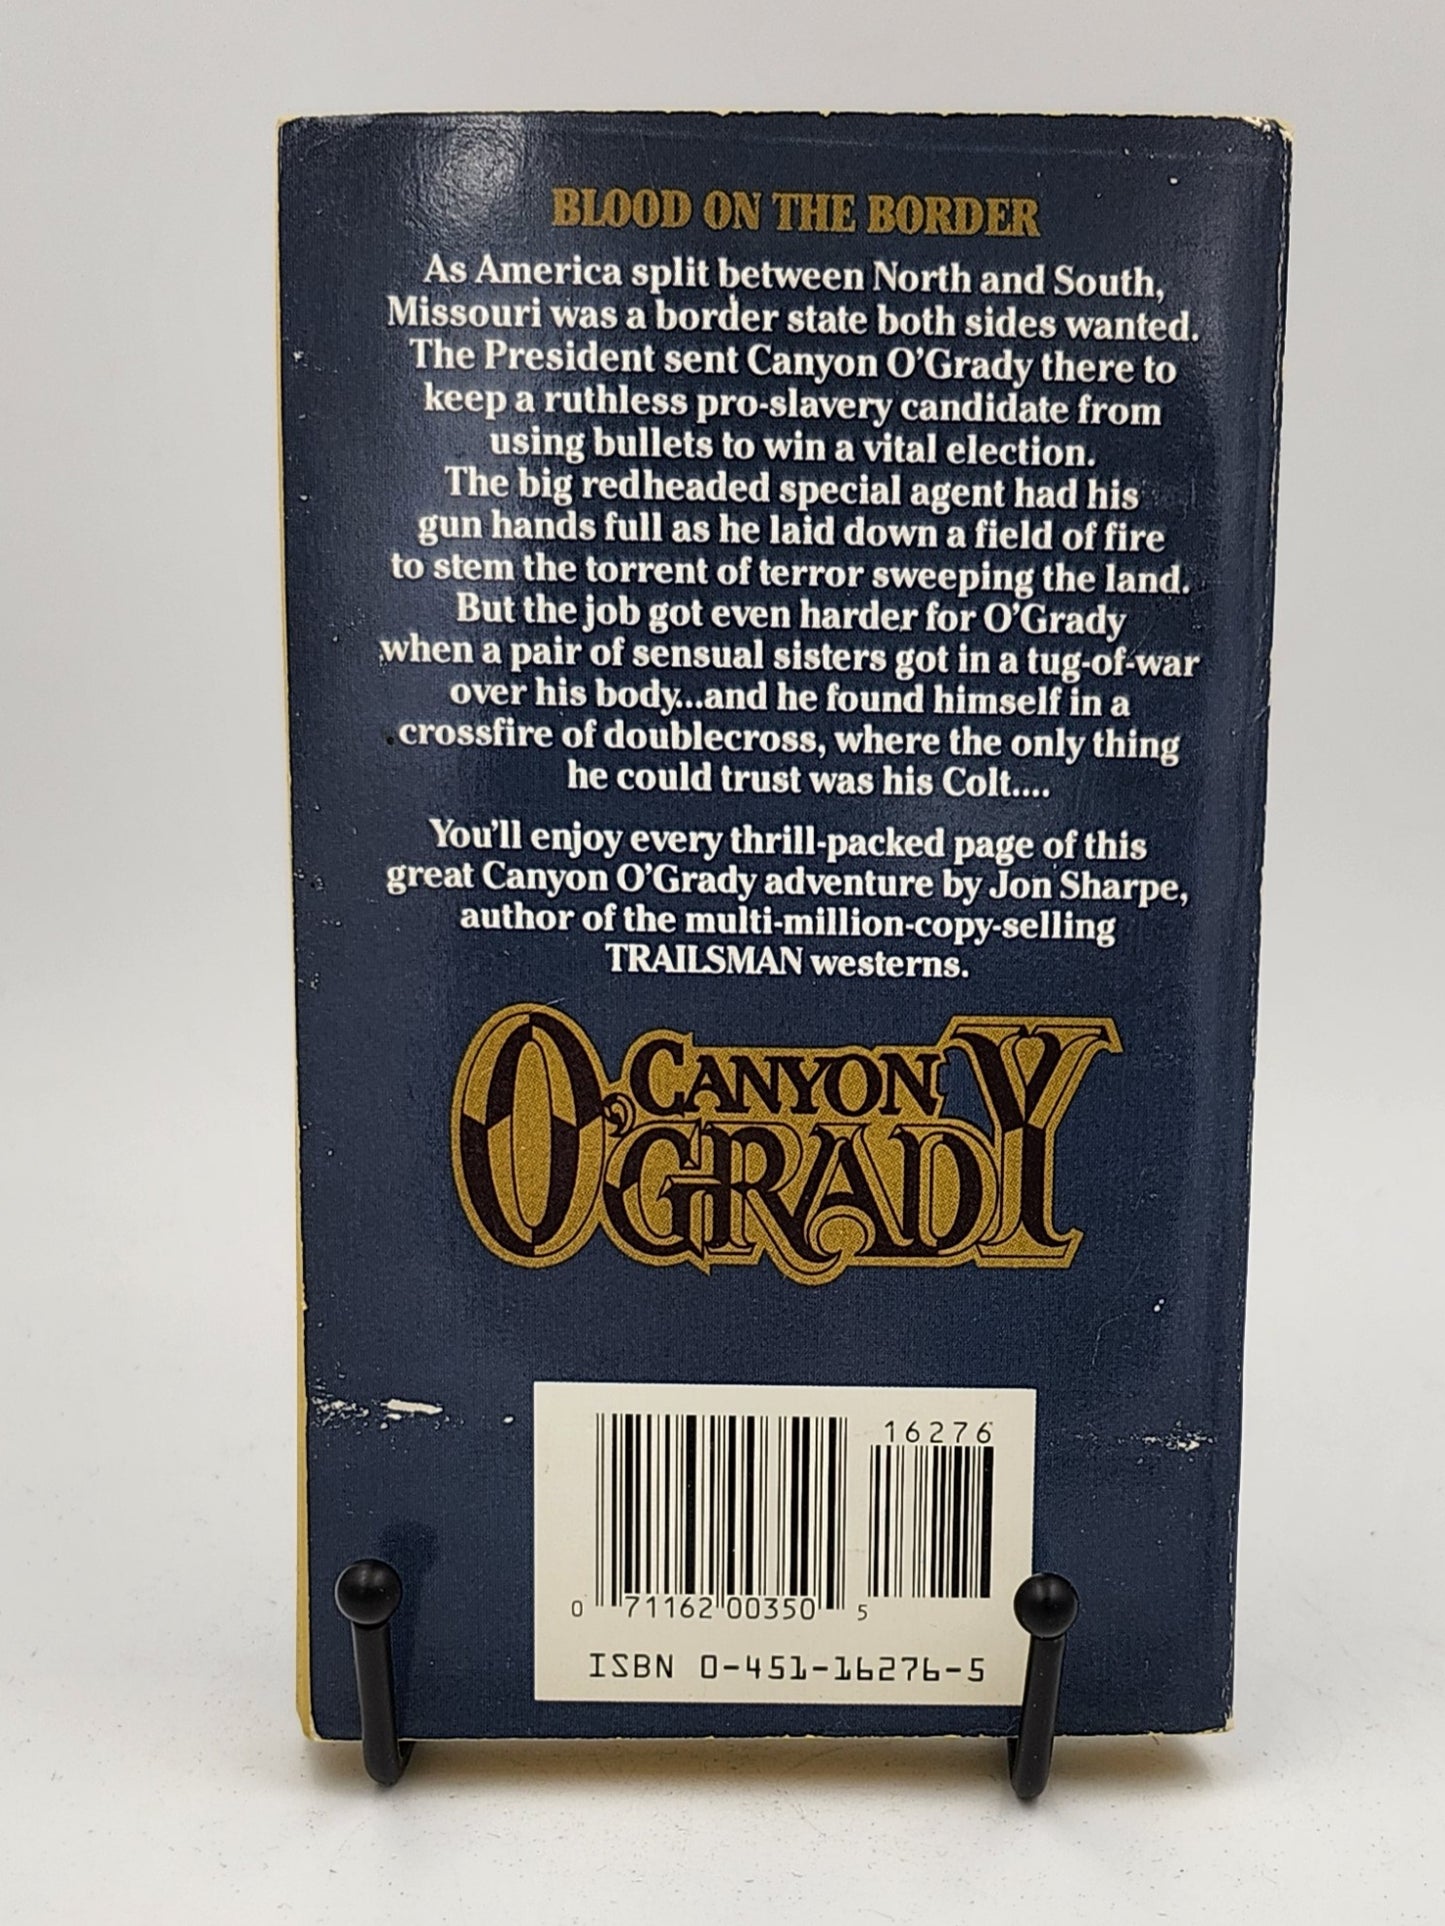 BLOOD ON THE BORDER
As America split between North and South,
Missouri was a border state both sides wanted.
The President sent Canyon O'Grady there to
keep a ruthless pro-slavery candidate from
using bullets to win a vital election.
The big redheaded special agent had his
gun hands full as he laid down a field of fire
to stem the torrent of terror sweeping the land.
But the job got even harder for O'Grady
when a pair of sensual sisters got in a tug-of-war
over his body...and he found himself in a
crossfire of doublecross, where the only thing
he could trust was his Colt....
You'll enjoy every thrill-packed page of this
great Canyon O'Grady adventure by Jon Sharpe,
author of the multi-million-copy-selling
TRAILSMAN westerns.
CANYON
O'GRADY
16276
0 71162 00350 5
ISBN 0-451-16276-5